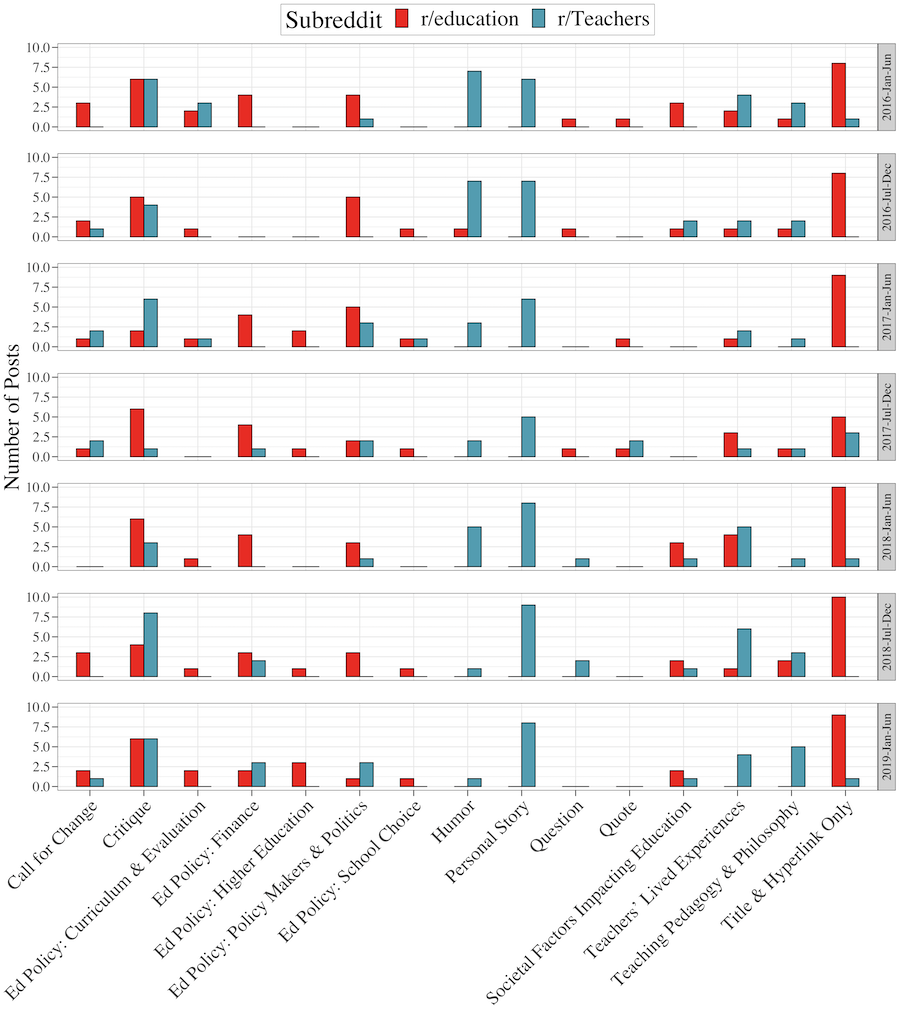 Subreddit r/education r/Teachers
Number of Posts
10.0
7.5
5.0
2.5
0.0
2016-Jan-Jun
10.0
7.5
5.0
2.5
0.0
2016-Jul-Dec
10.0
7.5
5.0
2.5
0.0
2017-Jan-Jun
10.0
7.5
5.0
2.5
0.0
2017-Jul-Dec
10.0
7.5
5.0
2.5
0.0
2018-Jan-Jun
10.0
7.5
5.0
2.5
0.0
2018-Jul-Dec
10.0
7.5
5.0
2.5
0.0
2019-Jan-Jun
Call for Change
Critique
Ed Policy: Curriculum & Evaluation
Ed Policy: Finance
Ed Policy: Higher Education
Ed Policy: Policy Makers & Politics
Ed Policy: School Choice
Humor
Personal Story
Question
Quote
Societal Factors Impacting Education
Teachers’ Lived Experiences
Teaching Pedagogy & Philosophy
Title & Hyperlink Only